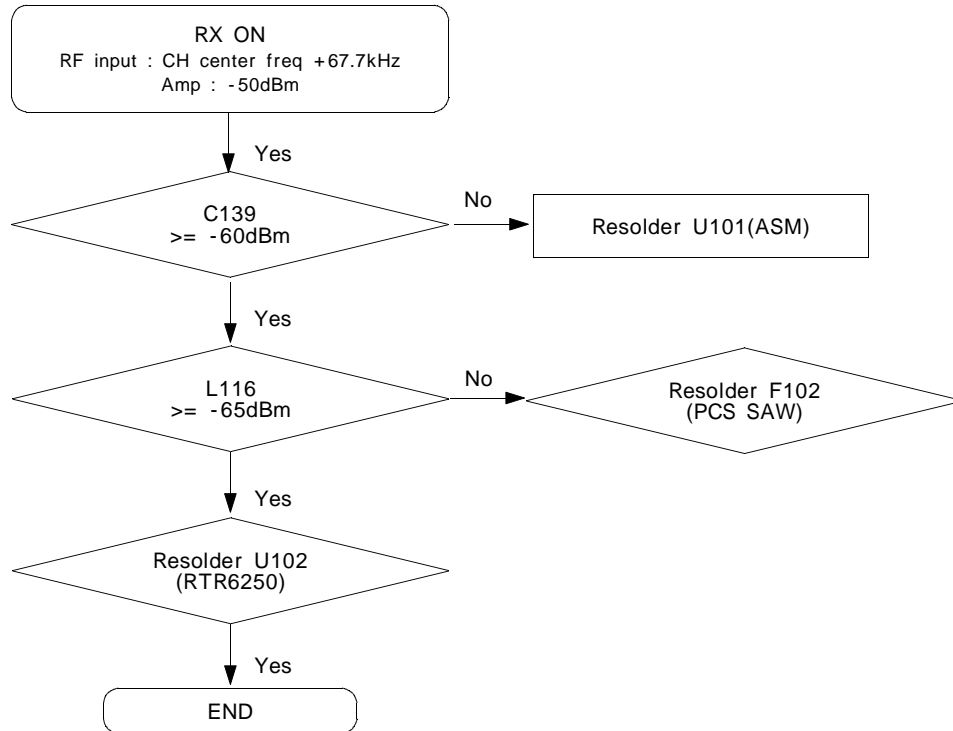 RX ON
RF input : CH center freq +67.7kHz
Amp : -50dBm
Yes
C139
>= -60dBm
No
Resolder U101(ASM)
Yes
L116
>= -65dBm
No
Resolder F102
(PCS SAW)
Yes
Resolder U102
(RTR6250)
Yes
END